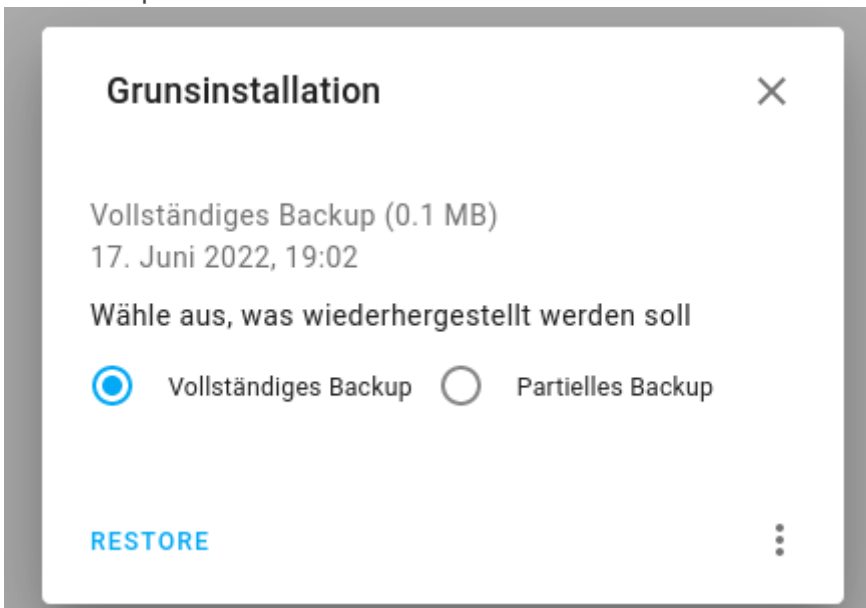 Grunsinstallation
Vollständiges Backup (0.1 MB)
17. Juni 2022, 19:02
Wähle aus, was wiederhergestellt werden soll
Vollständiges Backup Partielles Backup
RESTORE